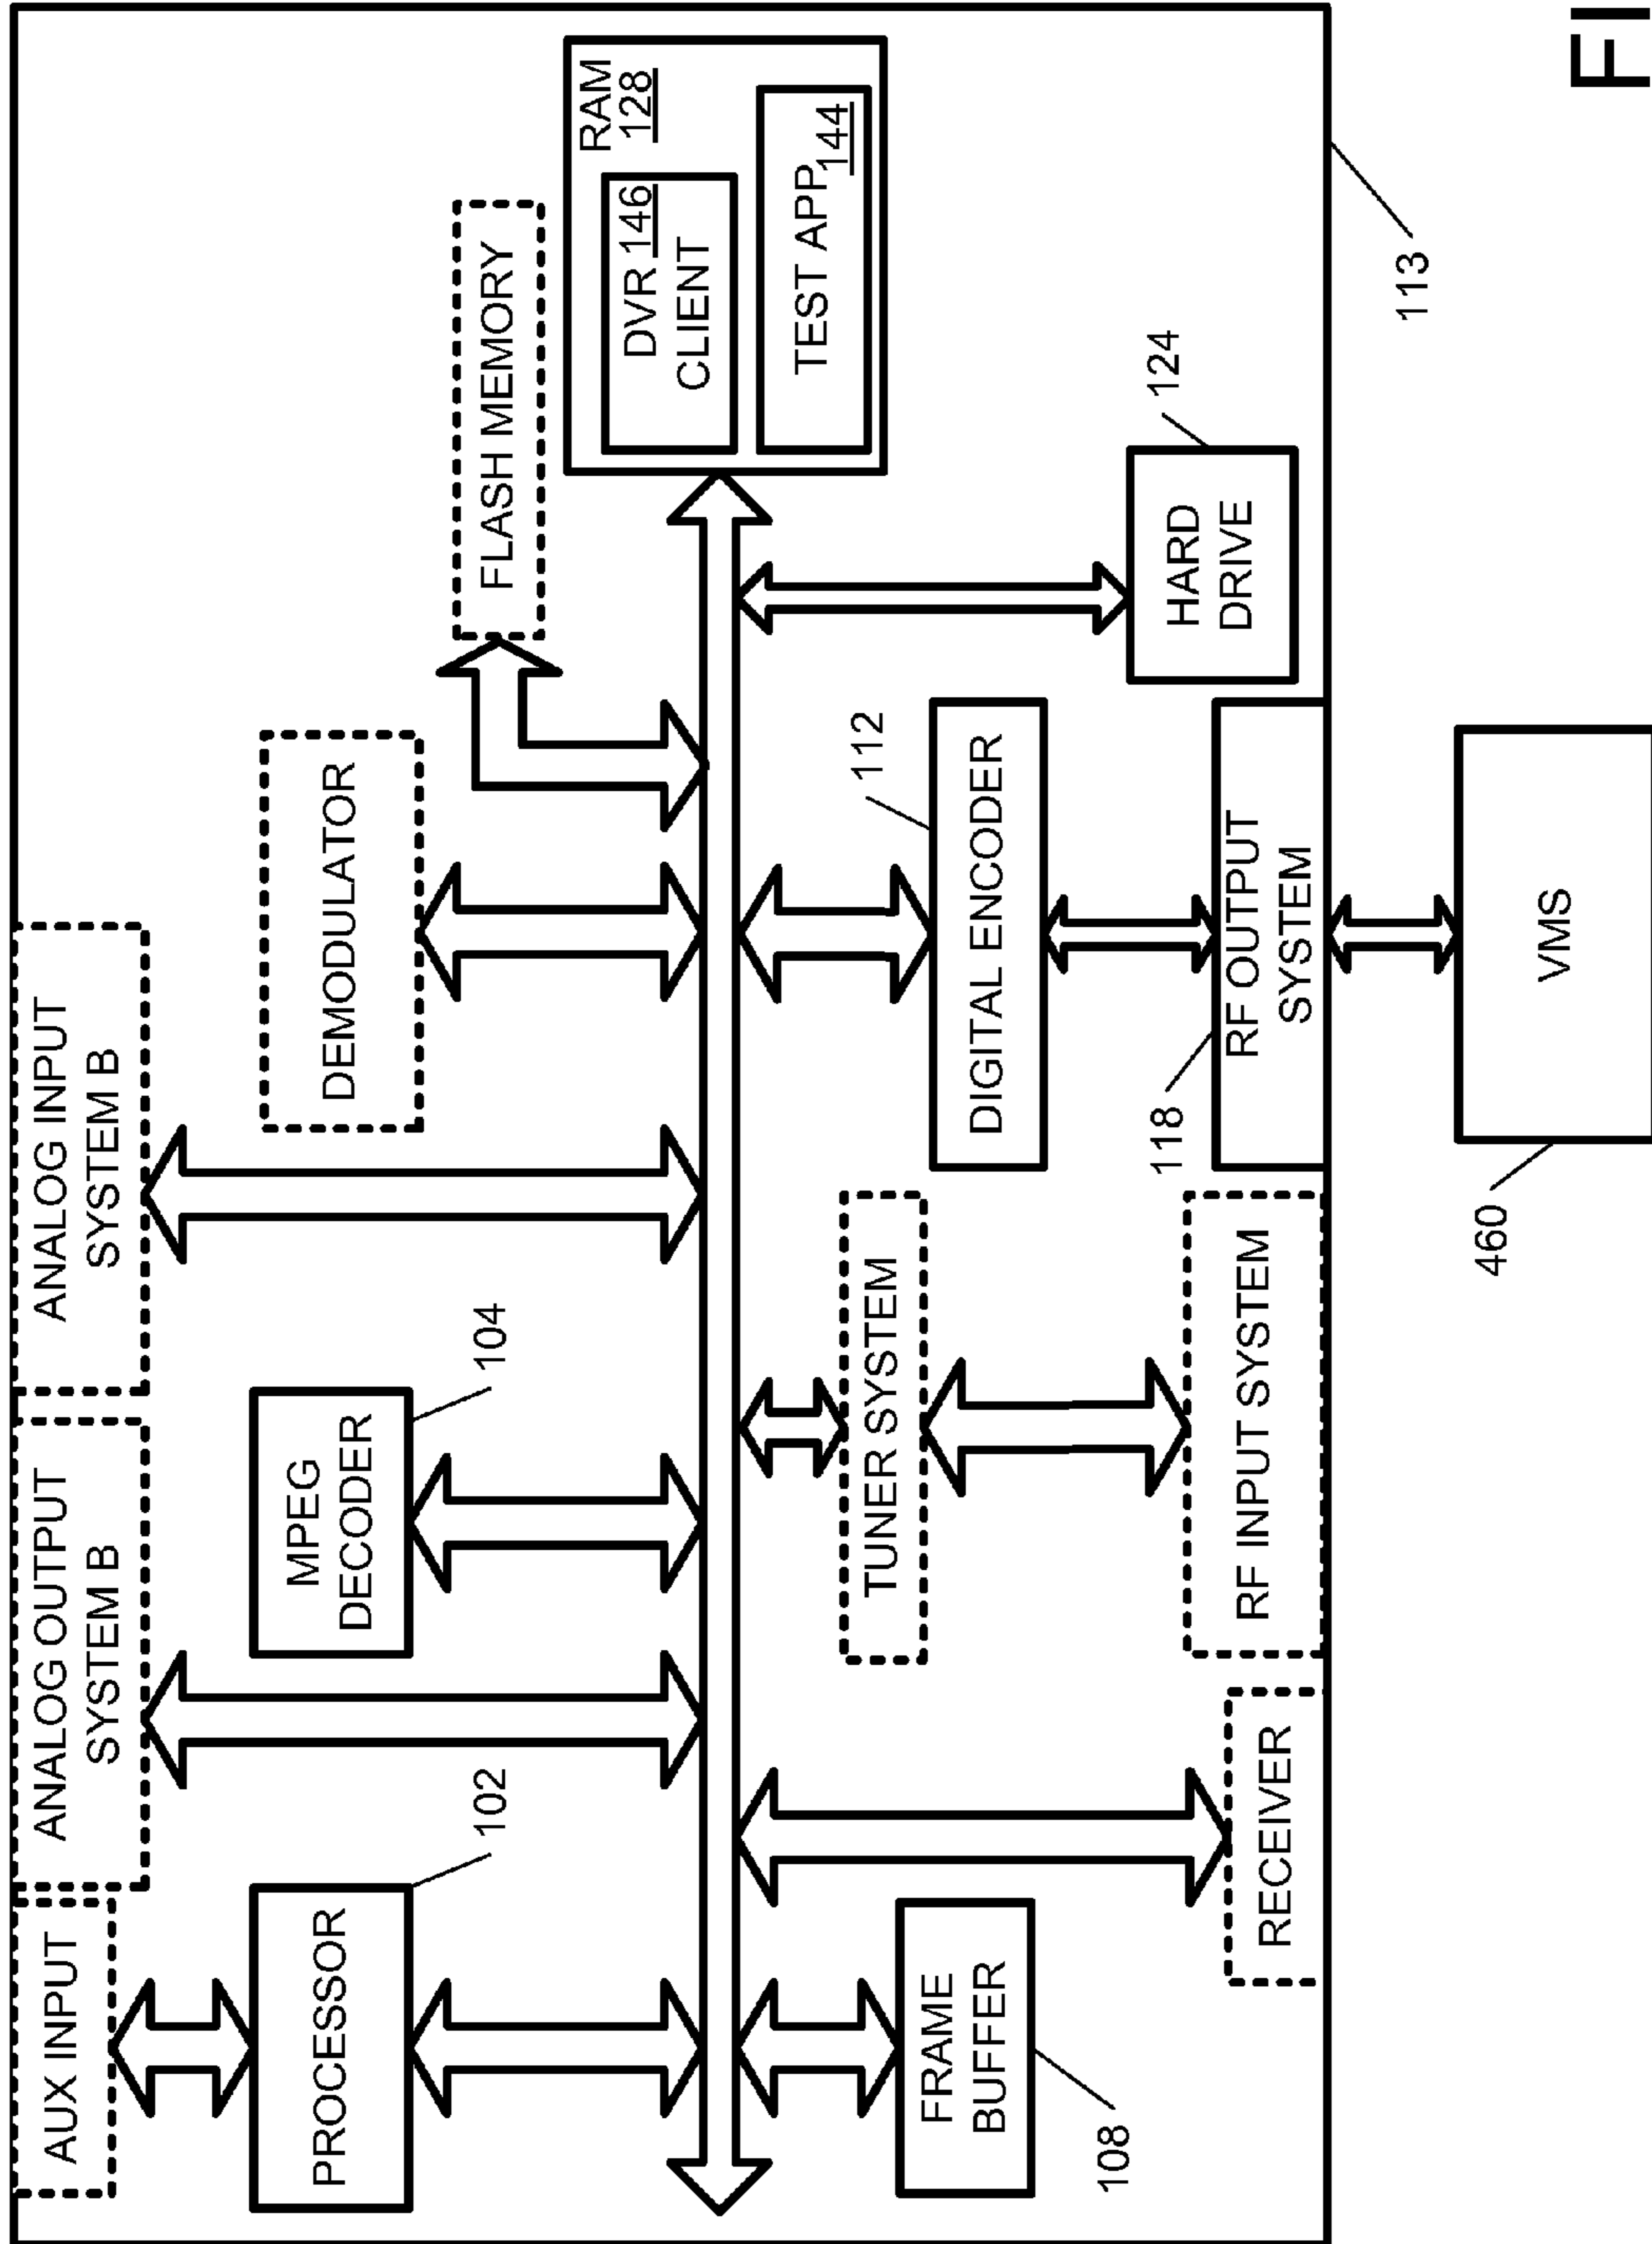 AUX INPUT
ANALOG OUTPUT
SYSTEM B
ANALOG INPUT
SYSTEM B
PROCESSOR
102
MPEG
DECODER
104
DEMODULATOR
FLASH MEMORY
RAM
128
DVR 146
CLIENT
TEST APP
144
FRAME
BUFFER
108
RECEIVER
TUNER SYSTEM
RF INPUT SYSTEM
DIGITAL ENCODER
112
118
RF OUTPUT
SYSTEM
HARD
DRIVE
124
113
VMS
460
FI